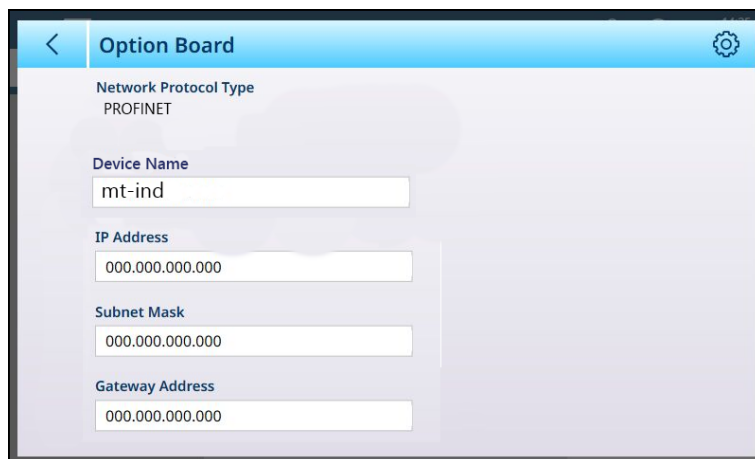 Option Board
Network Protocol Type
PROFINET
Device Name
mt-ind
IP Address
000.000.000.000
Subnet Mask
000.000.000.000
Gateway Address
000.000.000.000